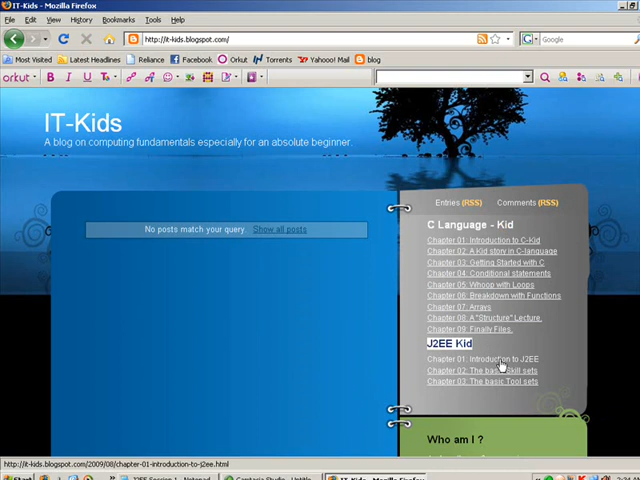 IT-Kids - Mozilla Firefox
File Edit View History Bookmarks Tools Help
http://it-kids.blogspot.com/
Google
Most Visited Latest Headlines Reliance Facebook Orkut Torrents Yahoo! Mail blog
orkut B I U T
IT-Kids
A blog on computing fundamentals especially for an absolute beginner.
Entries (RSS) Comments (RSS)
No posts match your query. Show all posts
C Language - Kid
Chapter 01: Introduction to C-Kid
Chapter 02: A Kid story in C-language
Chapter 03: Getting Started with C
Chapter 04: Conditional statements
Chapter 05: Whoop with Loops
Chapter 06: Breakdown with Functions
Chapter 07: Arrays
Chapter 08: A "Structure" Lecture.
Chapter 09: Finally Files.
J2EE Kid
Chapter 01. Introduction to J2EE
Chapter 02: The basic Skill sets
Chapter 03: The basic Tool sets
Who am I ?
http://it-kids.blogspot.com/2009/08/chapter-01-introduction-to-j2ee.html
Start J2EE Session 1 - Notepad Camtasia Studio - Untitle... IT-Kids - Mozilla Firef... 2:34 AM